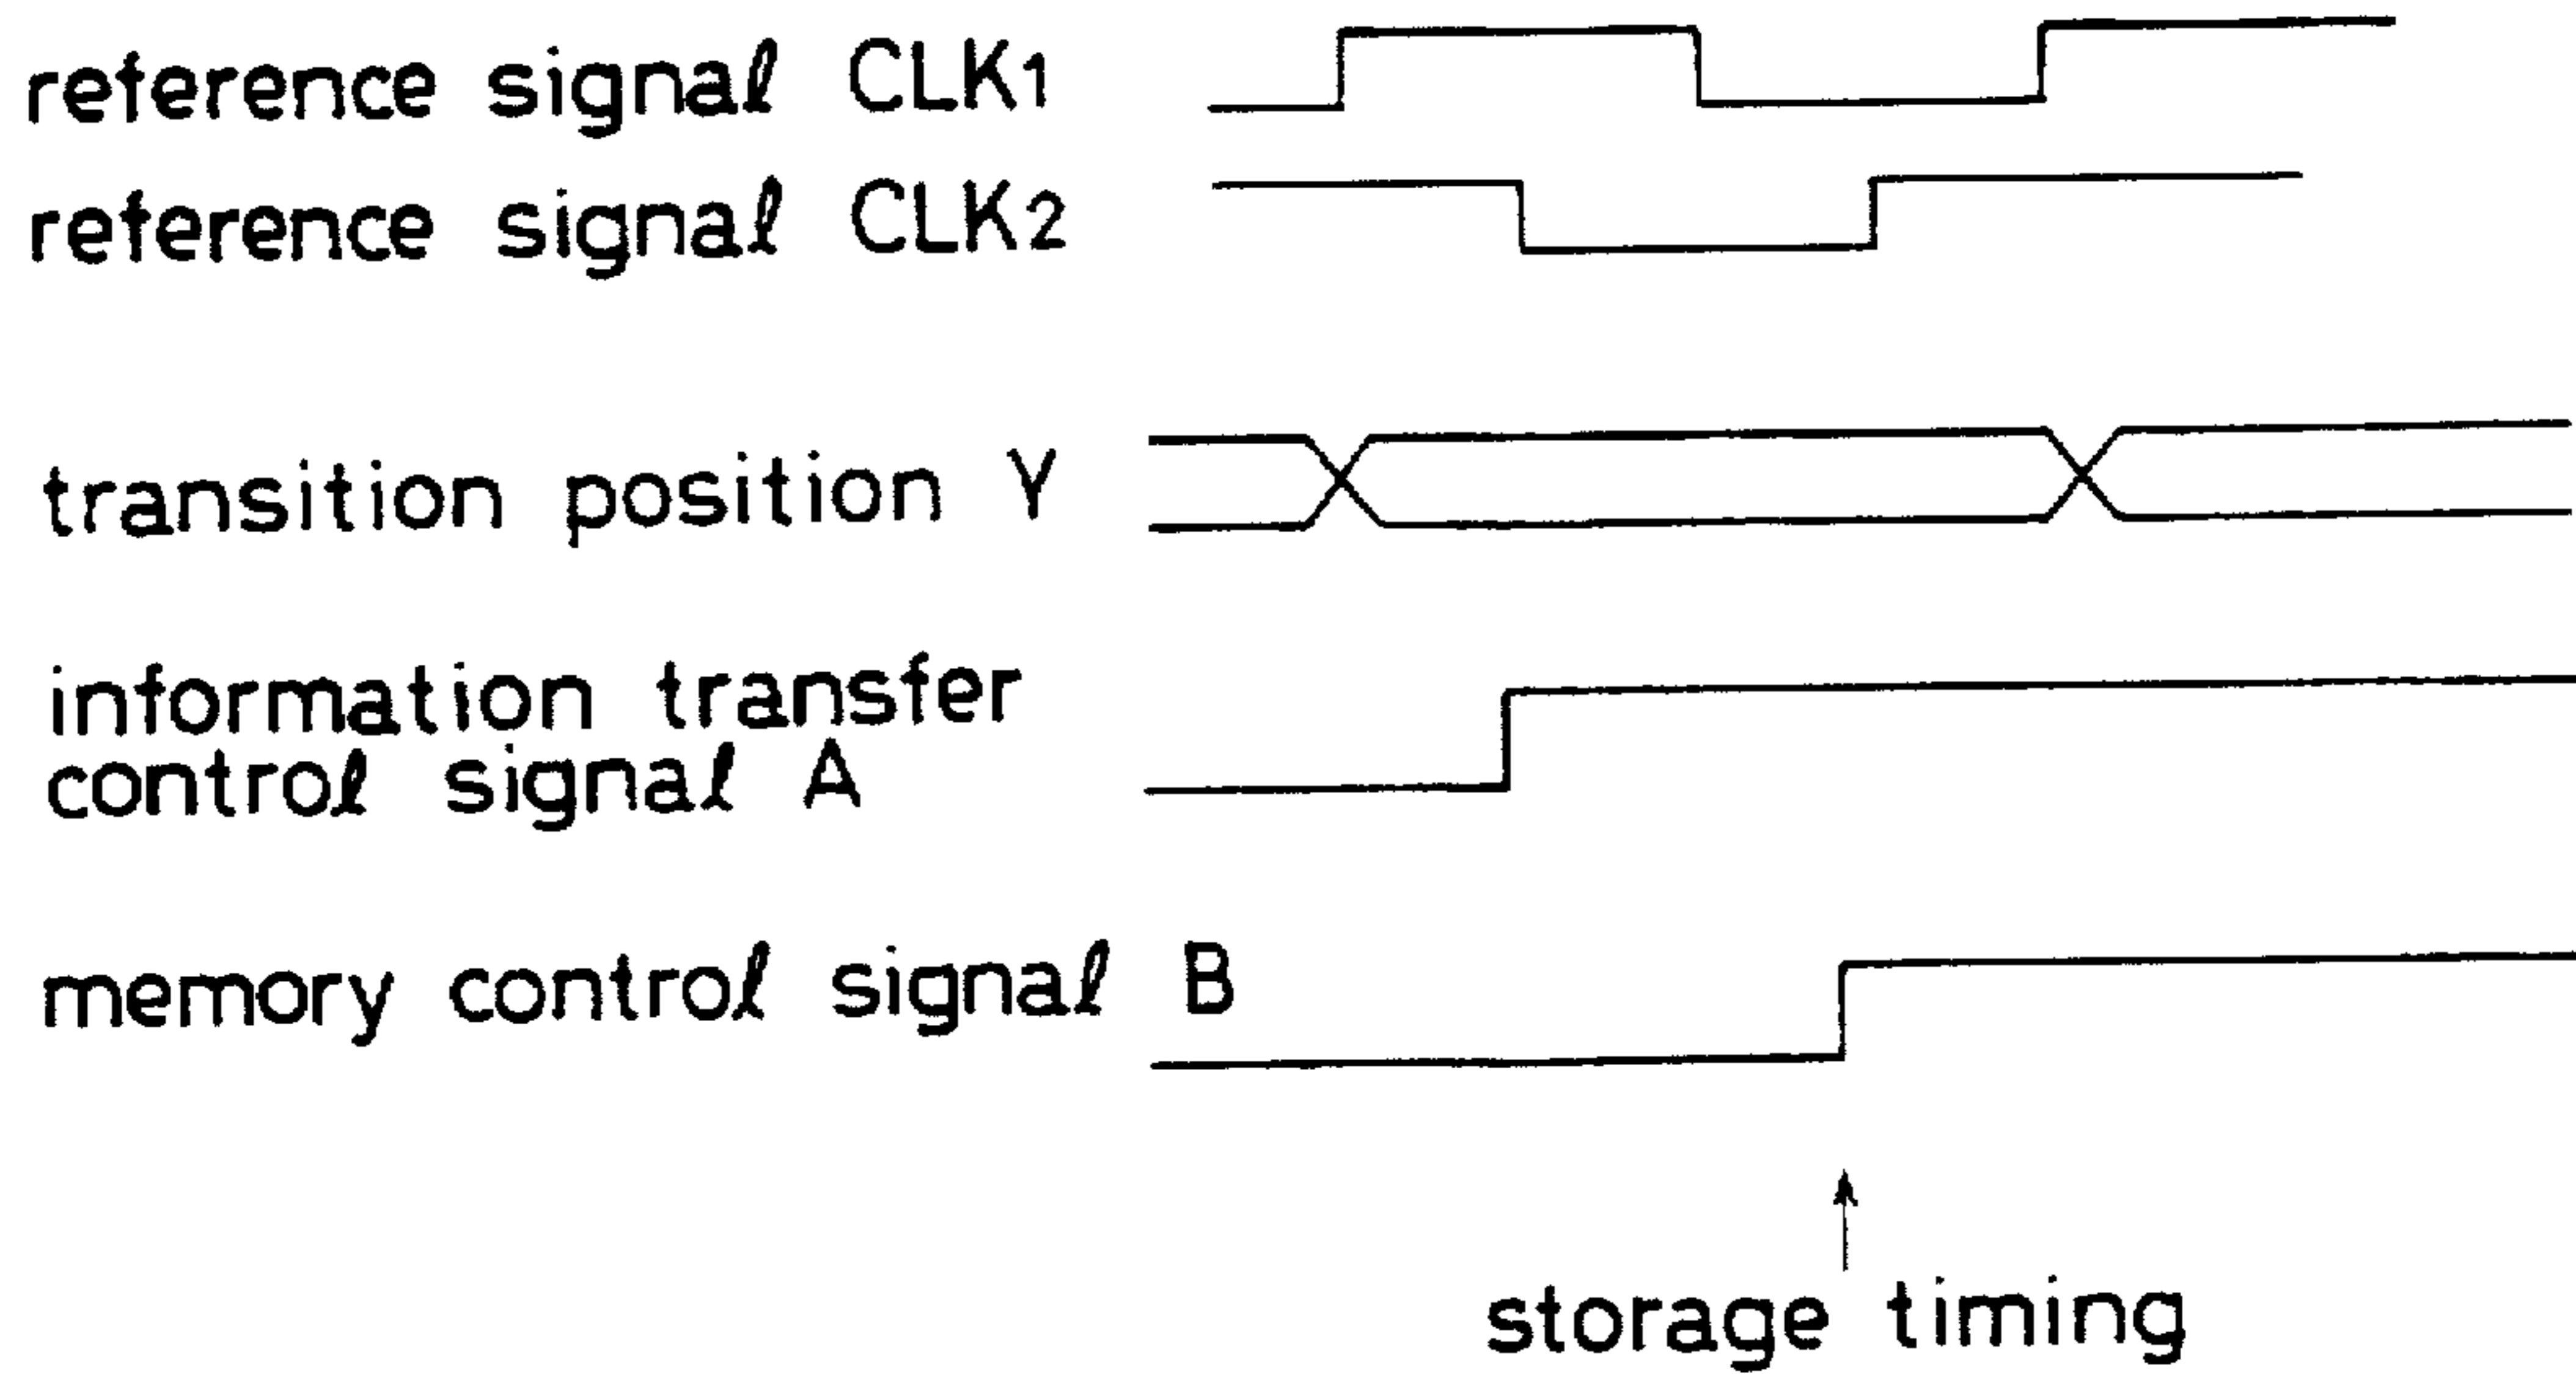 reference signal CLK1
reference signal CLK2
transition position Y
information transfer
control signal A
memory control signal B
storage timing